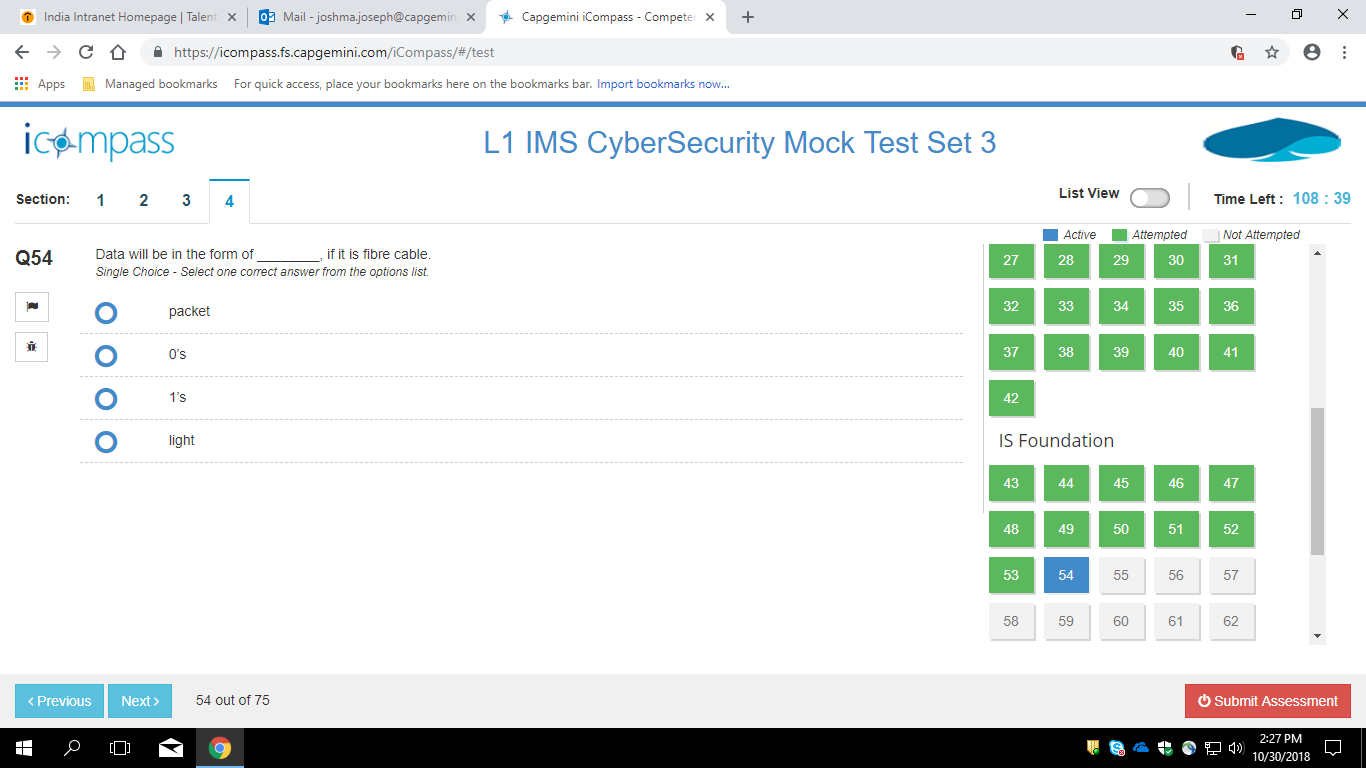 India Intranet Homepage | Talent
Mail - joshma.joseph@capgemin
Capgemini iCompass - Competer
https://icompass.fs.capgemini.com/iCompass/#/test
Apps Managed bookmarks For quick access, place your bookmarks here on the bookmarks bar. Import bookmarks now...
icompass
L1 IMS CyberSecurity Mock Test Set 3
Section: 1 2 3 4
List View
Time Left : 108 : 39
Active Attempted Not Attempted
Q54
Data will be in the form of ________, if it is fibre cable.
Single Choice - Select one correct answer from the options list.
packet
0's
1's
light
27 28 29 30 31
32 33 34 35 36
37 38 39 40 41
42
IS Foundation
43 44 45 46 47
48 49 50 51 52
53 54 55 56 57
58 59 60 61 62
Previous
Next
54 out of 75
Submit Assessment
2:27 PM
10/30/2018